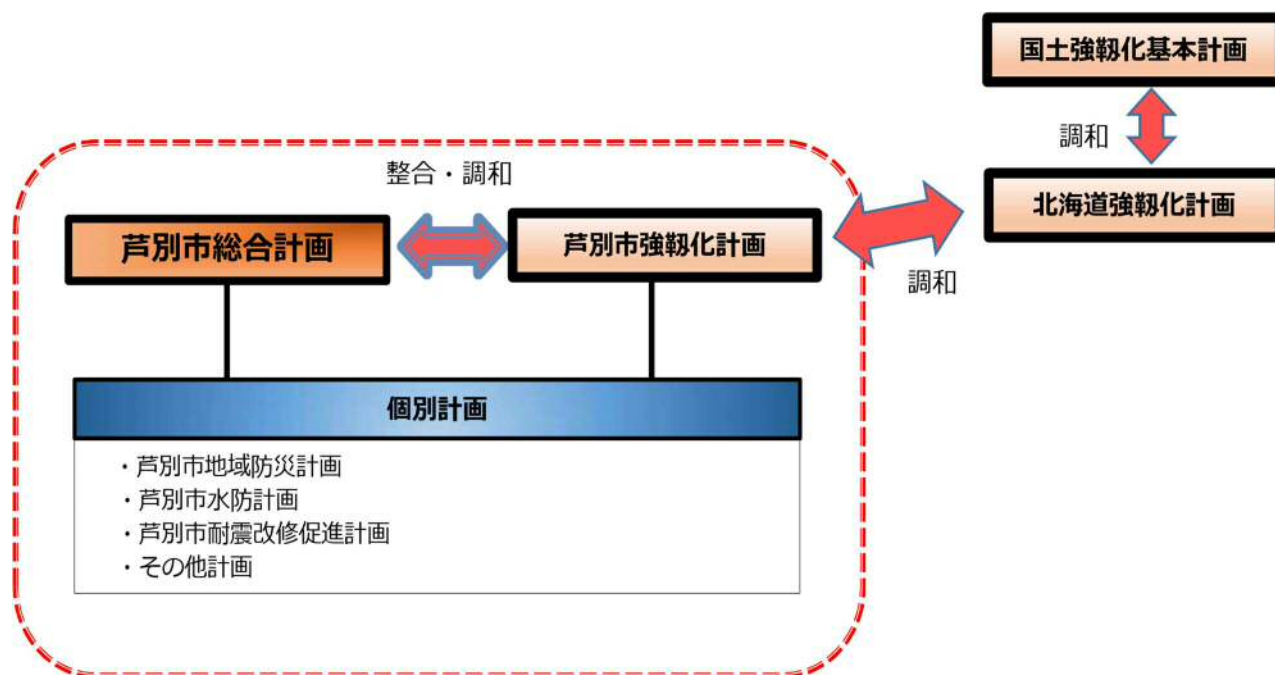 国土強靱化基本計画
調和
北海道強靱化計画
整合・調和
芦別市総合計画
芦別市強靱化計画
調和
個別計画
・芦別市地域防災計画
・芦別市水防計画
・芦別市耐震改修促進計画
・その他計画